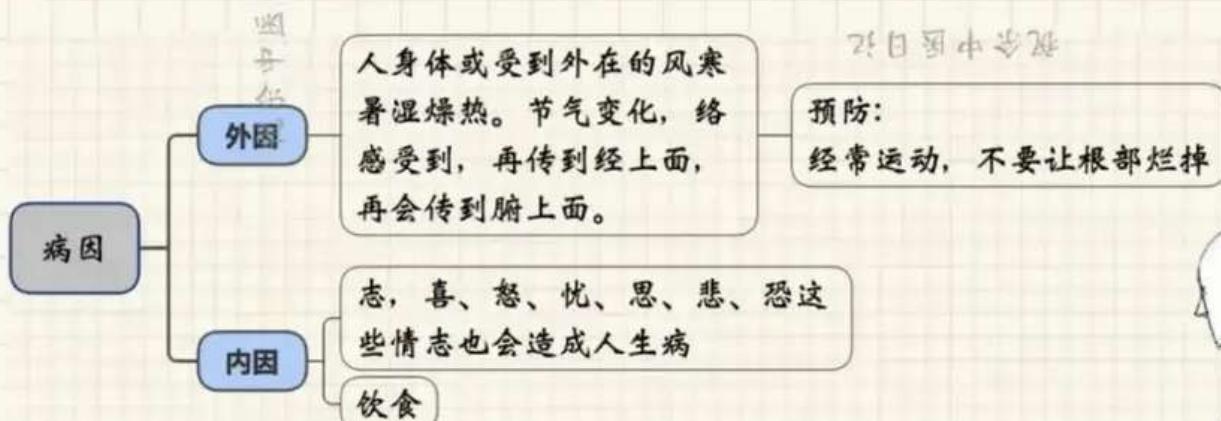 病因
外因
人身体或受到外在的风寒
暑湿燥热。节气变化，络
感受到，再传到经上面，
再会传到腑上面。
预防：
经常运动，不要让根部烂掉
内因
志，喜、怒、忧、思、悲、恐这
些情志也会造成人生病
饮食